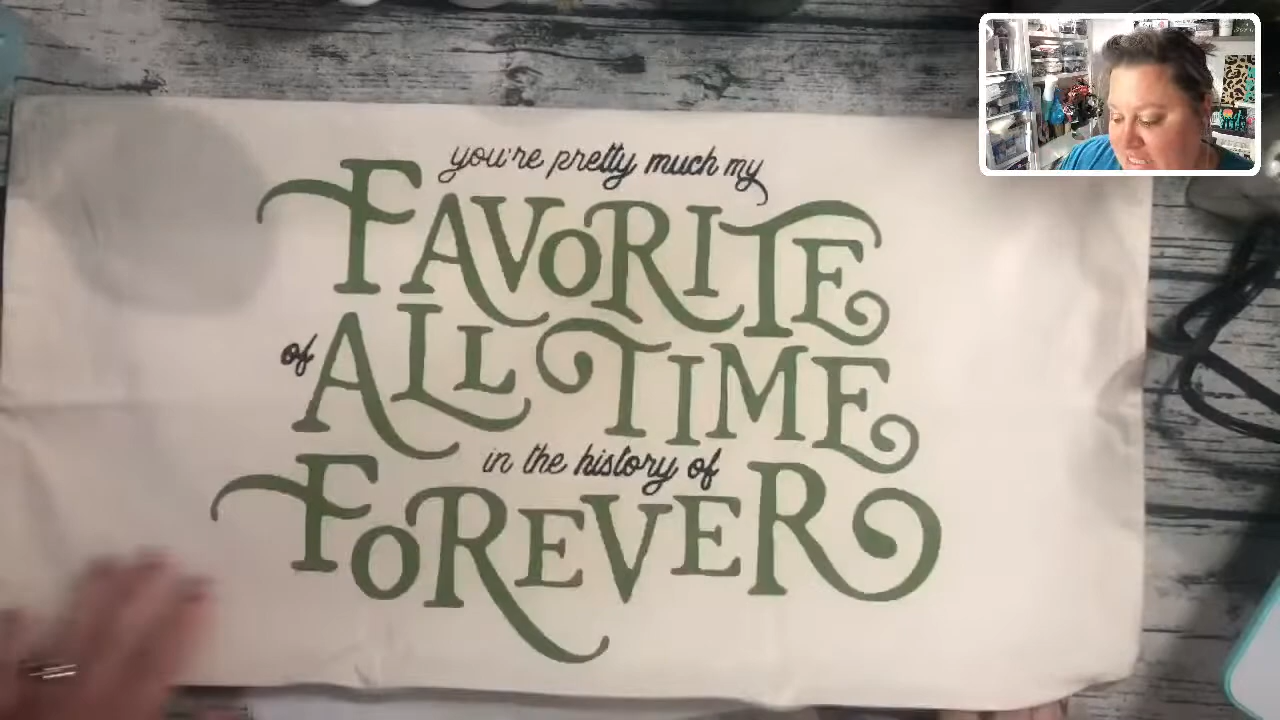 you're pretty much my
FAVORITE
of ALL TIME
in the history of
FOREVER